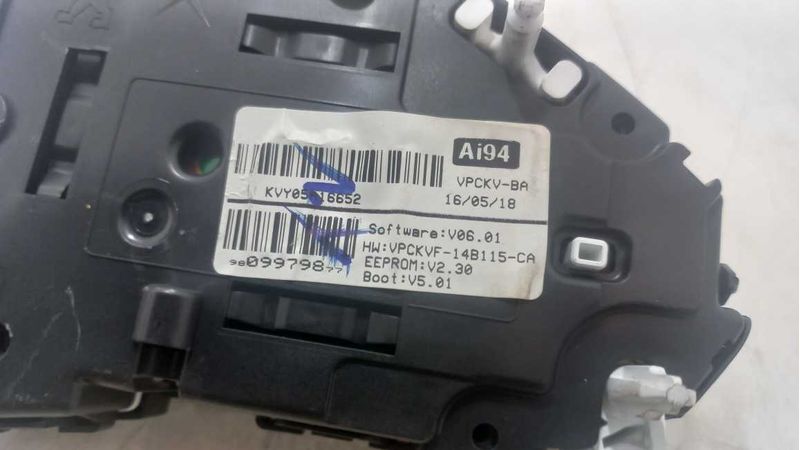 Ai94
VPCKV-BA
16/05/18
Software:V06.01
HW:VPCKVF-14B115-CA
EEPROM:V2.30
Boot:V5.01
9809979877